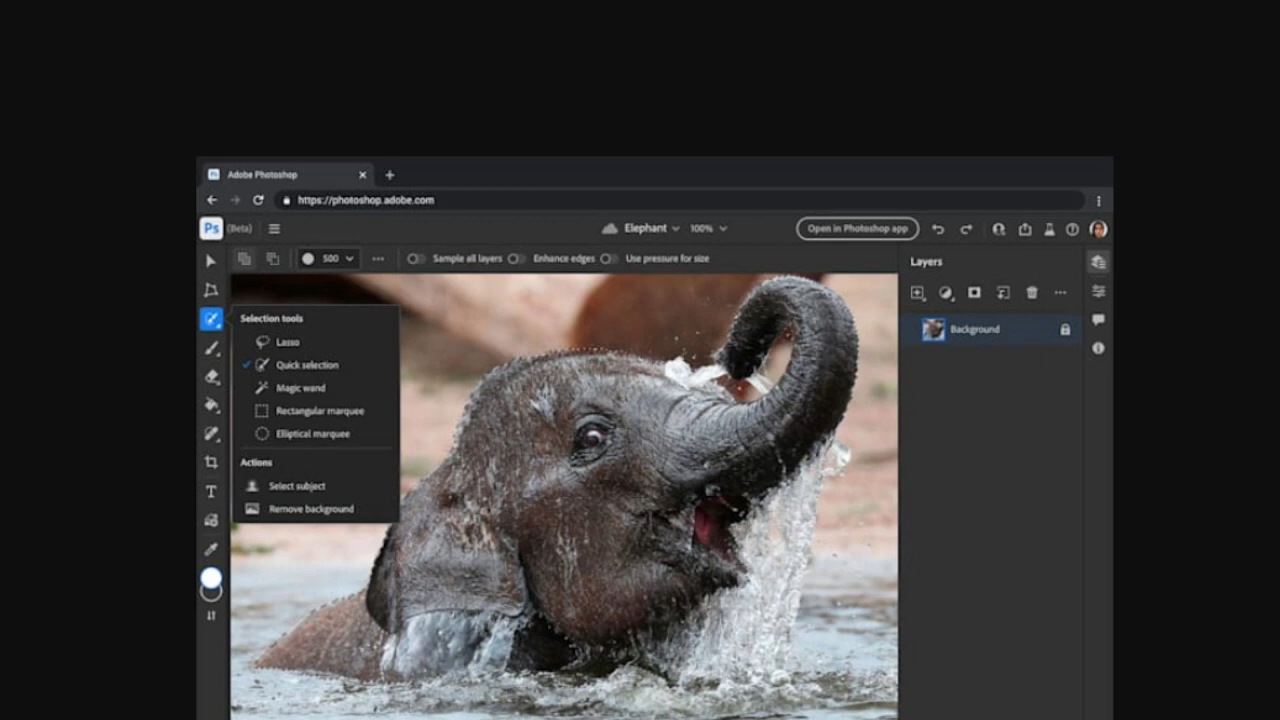 Adobe Photoshop
https://photoshop.adobe.com
Ps (Beta) Elephant 100% Open in Photoshop app
500 Sample all layers Enhance edges Use pressure for size
Layers
Background
Selection tools
Lasso
Quick selection
Magic wand
Rectangular marquee
Elliptical marquee
Actions
Select subject
Remove background